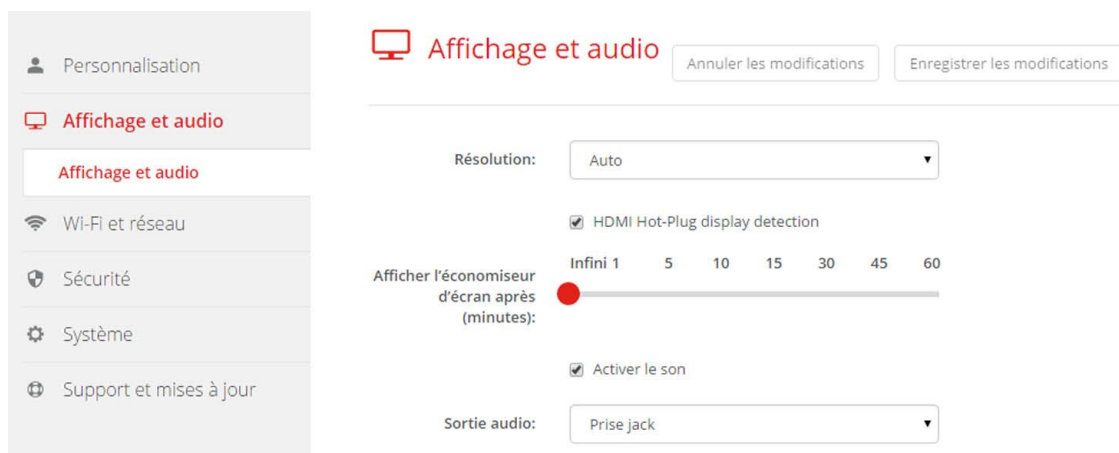 Personnalisation
Affichage et audio
Affichage et audio
Wi-Fi et réseau
Sécurité
Système
Support et mises à jour
Affichage et audio
Annuler les modifications
Enregistrer les modifications
Résolution:
Auto
HDMI Hot-Plug display detection
Afficher l'économiseur
d'écran après
(minutes):
Infini 1 5 10 15 30 45 60
Activer le son
Sortie audio:
Prise jack